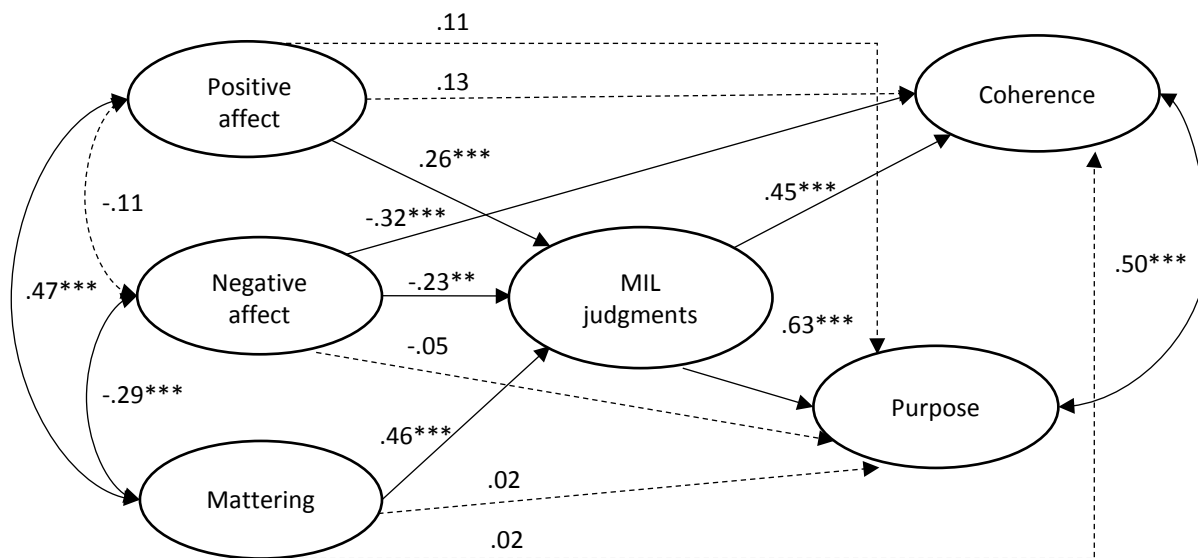 .11
Positive
affect
.13
Coherence
.26***
.45***
-.11
-.32***
.47***
Negative
affect
-.23**
MIL
judgments
.50***
.63***
-.05
-.29***
Purpose
.46***
Mattering
.02
.02